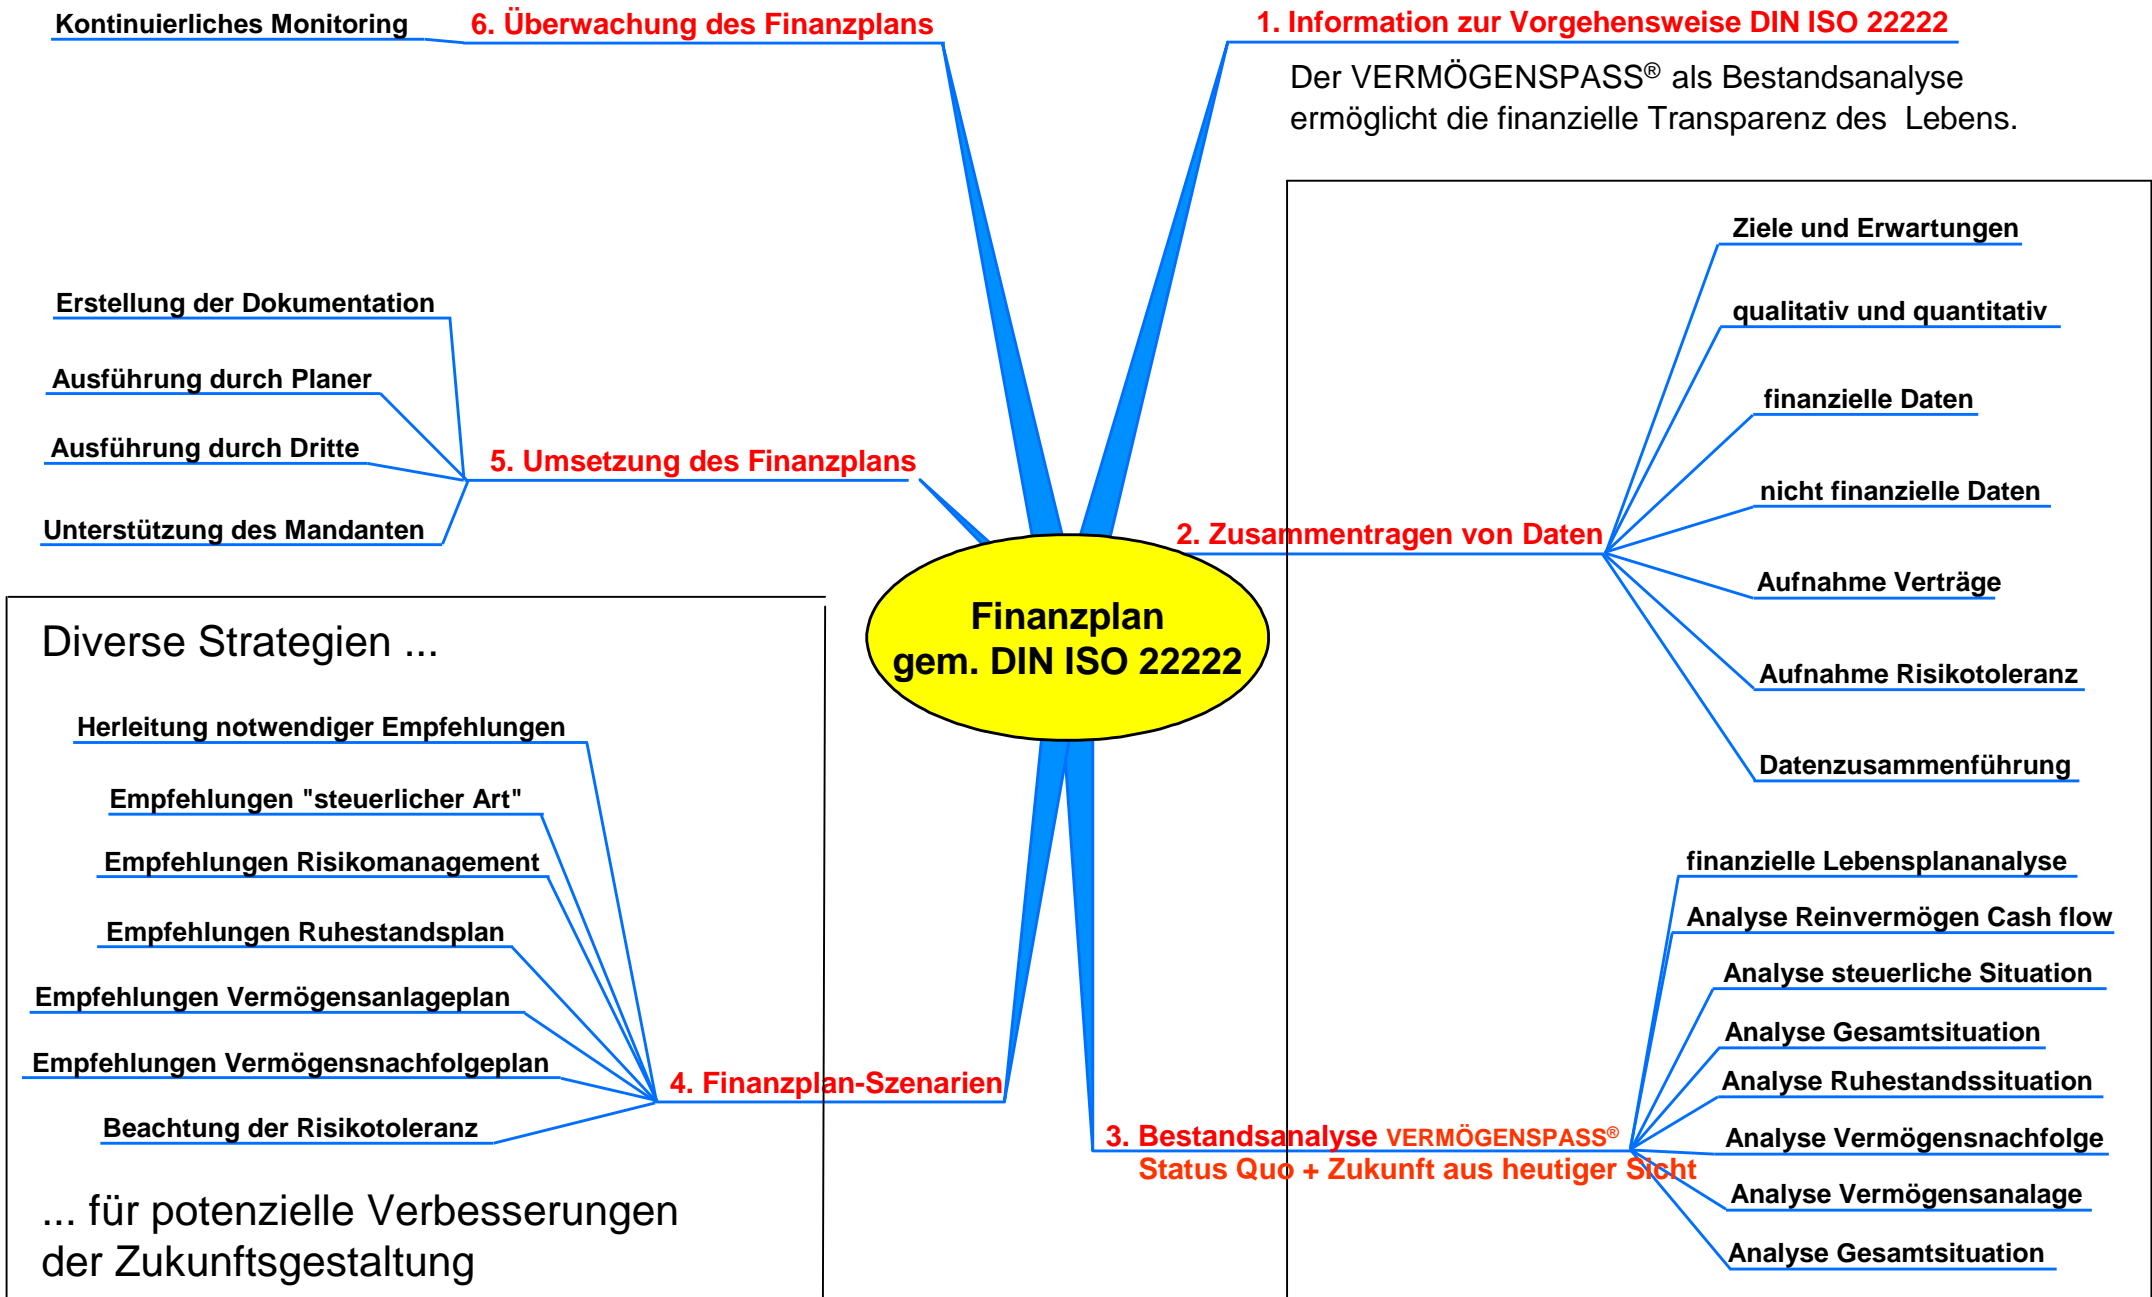 Kontinuierliches Monitoring
6. Überwachung des Finanzplans
1. Information zur Vorgehensweise DIN ISO 22222
Der VERMÖGENSPASS® als Bestandsanalyse
ermöglicht die finanzielle Transparenz des Lebens.
Ziele und Erwartungen
qualitativ und quantitativ
finanzielle Daten
nicht finanzielle Daten
2. Zusammentragen von Daten
Aufnahme Verträge
Aufnahme Risikotoleranz
Datenzusammenführung
Erstellung der Dokumentation
Ausführung durch Planer
Ausführung durch Dritte
5. Umsetzung des Finanzplans
Unterstützung des Mandanten
Finanzplan
gem. DIN ISO 22222
Diverse Strategien ...
Herleitung notwendiger Empfehlungen
Empfehlungen "steuerlicher Art"
Empfehlungen Risikomanagement
Empfehlungen Ruhestandsplan
Empfehlungen Vermögensanlageplan
Empfehlungen Vermögensnachfolgeplan
4. Finanzplan-Szenarien
Beachtung der Risikotoleranz
... für potenzielle Verbesserungen
der Zukunftsgestaltung
finanzielle Lebensplananalyse
Analyse Reinvermögen Cash flow
Analyse steuerliche Situation
Analyse Gesamtsituation
Analyse Ruhestandssituation
3. Bestandsanalyse VERMÖGENSPASS®
Status Quo + Zukunft aus heutiger Sicht
Analyse Vermögensnachfolge
Analyse Vermögensanalage
Analyse Gesamtsituation